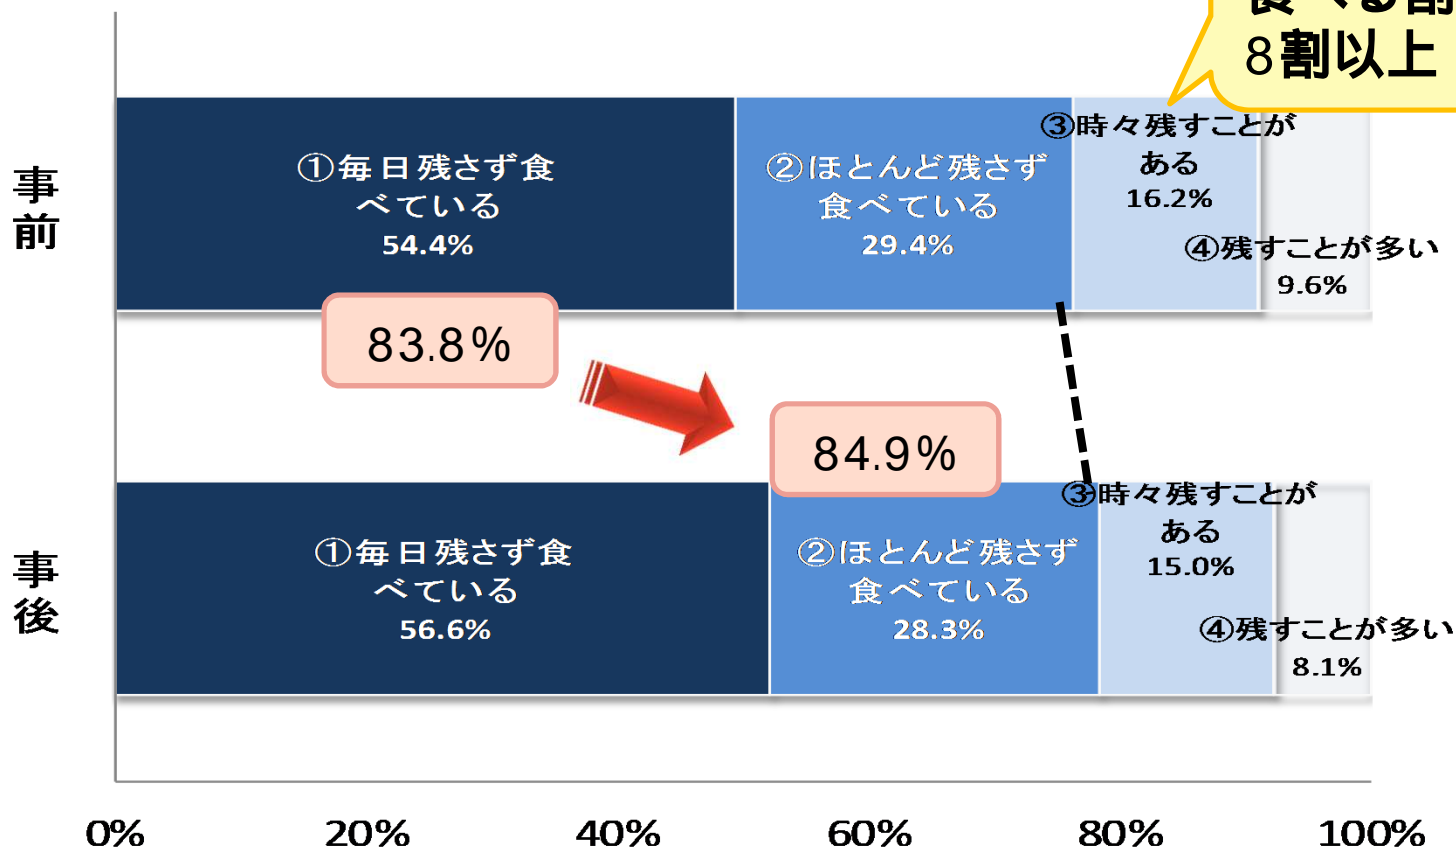 食べる割
8割以上
事前
①毎日残さず食
べている
54.4%
②ほとんど残さず
食べている
29.4%
③時々残すことが
ある
16.2%
④残すことが多い
9.6%
83.8%
84.9%
事後
①毎日残さず食
べている
56.6%
②ほとんど残さず
食べている
28.3%
③時々残すことが
ある
15.0%
④残すことが多い
8.1%
0% 20% 40% 60% 80% 100%